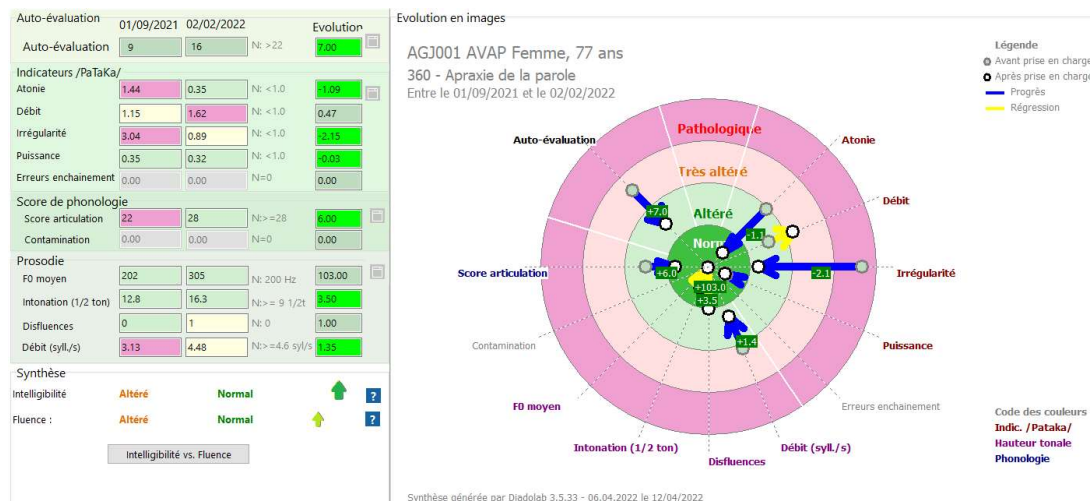 Auto-évaluation
01/09/2021 02/02/2022 Evolution
Auto-évaluation 9 16 N: >22 7.00
Indicateurs /PaTaKa/
Atonie 1.44 0.35 N: <1.0 -1.09
Débit 1.15 1.62 N: <1.0 0.47
Irrégularité 3.04 0.89 N: <1.0 -2.15
Puissance 0.35 0.32 N: <1.0 -0.03
Erreurs enchainement 0.00 0.00 N=0 0.00
Score de phonologie
Score articulation 22 28 N:>=28 6.00
Contamination 0.00 0.00 N=0 0.00
Prosodie
F0 moyen 202 305 N: 200 Hz 103.00
Intonation (1/2 ton) 12.8 16.3 N:>= 9 1/2t 3.50
Disfluences 0 1 N: 0 1.00
Débit (syll./s) 3.13 4.48 N:>=4.6 syl/s 1.35
Synthèse
Intelligibilité Altéré Normal ?
Fluence : Altéré Normal ?
Intelligibilité vs. Fluence
Evolution en images
AGJ001 AVAP Femme, 77 ans
360 - Apraxie de la parole
Entre le 01/09/2021 et le 02/02/2022
Légende
Avant prise en charge
Après prise en charge
Progrès
Régression
Pathologique
Auto-évaluation
Atonie
Très altéré
Débit
+7.0
Altéré
-1.1
Norm
Score articulation
+6.0
-2.1
Irrégularité
+103.0
+3.5
+1.4
Contamination
Puissance
F0 moyen
Erreurs enchainement
Intonation (1/2 ton)
Débit (syll./s)
Disfluences
Code des couleurs
Indic. /Pataka/
Hauteur tonale
Phonologie
Synthèse générée par Diadolab 3.5.33 - 06.04.2022 le 12/04/2022